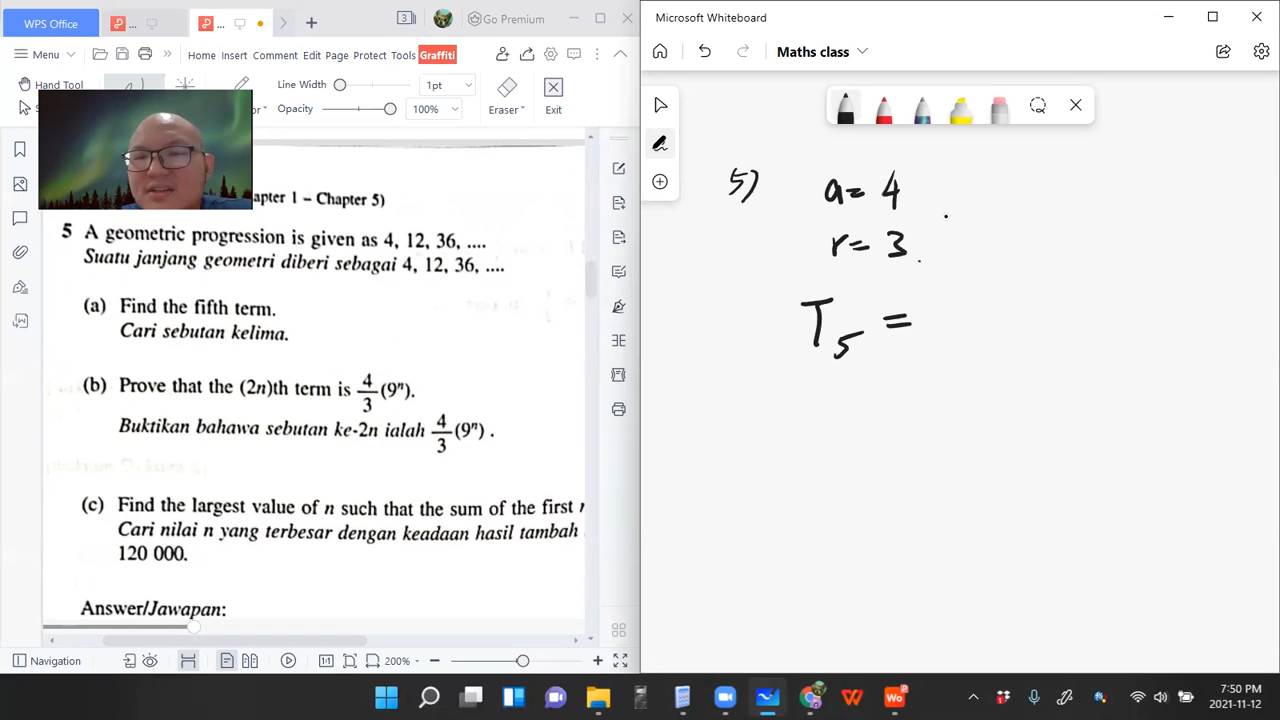 WPS Office
...
...
3
Go Premium
Microsoft Whiteboard
Menu
Home Insert Comment Edit Page Protect Tools Graffiti
Maths class
Hand Tool
Line Width
1pt
Opacity
100%
Eraser
Exit
apter 1 – Chapter 5)
5 A geometric progression is given as 4, 12, 36, ....
Suatu janjang geometri diberi sebagai 4, 12, 36, ....
(a) Find the fifth term.
Cari sebutan kelima.
(b) Prove that the (2n)th term is 4/3 (9ⁿ).
Buktikan bahawa sebutan ke-2n ialah 4/3 (9ⁿ) .
(c) Find the largest value of n such that the sum of the first
Cari nilai n yang terbesar dengan keadaan hasil tambah
120 000.
Answer/Jawapan:
5)
a = 4
r = 3
T₅ =
Navigation
1:1
200%
Wo
7:50 PM
2021-11-12